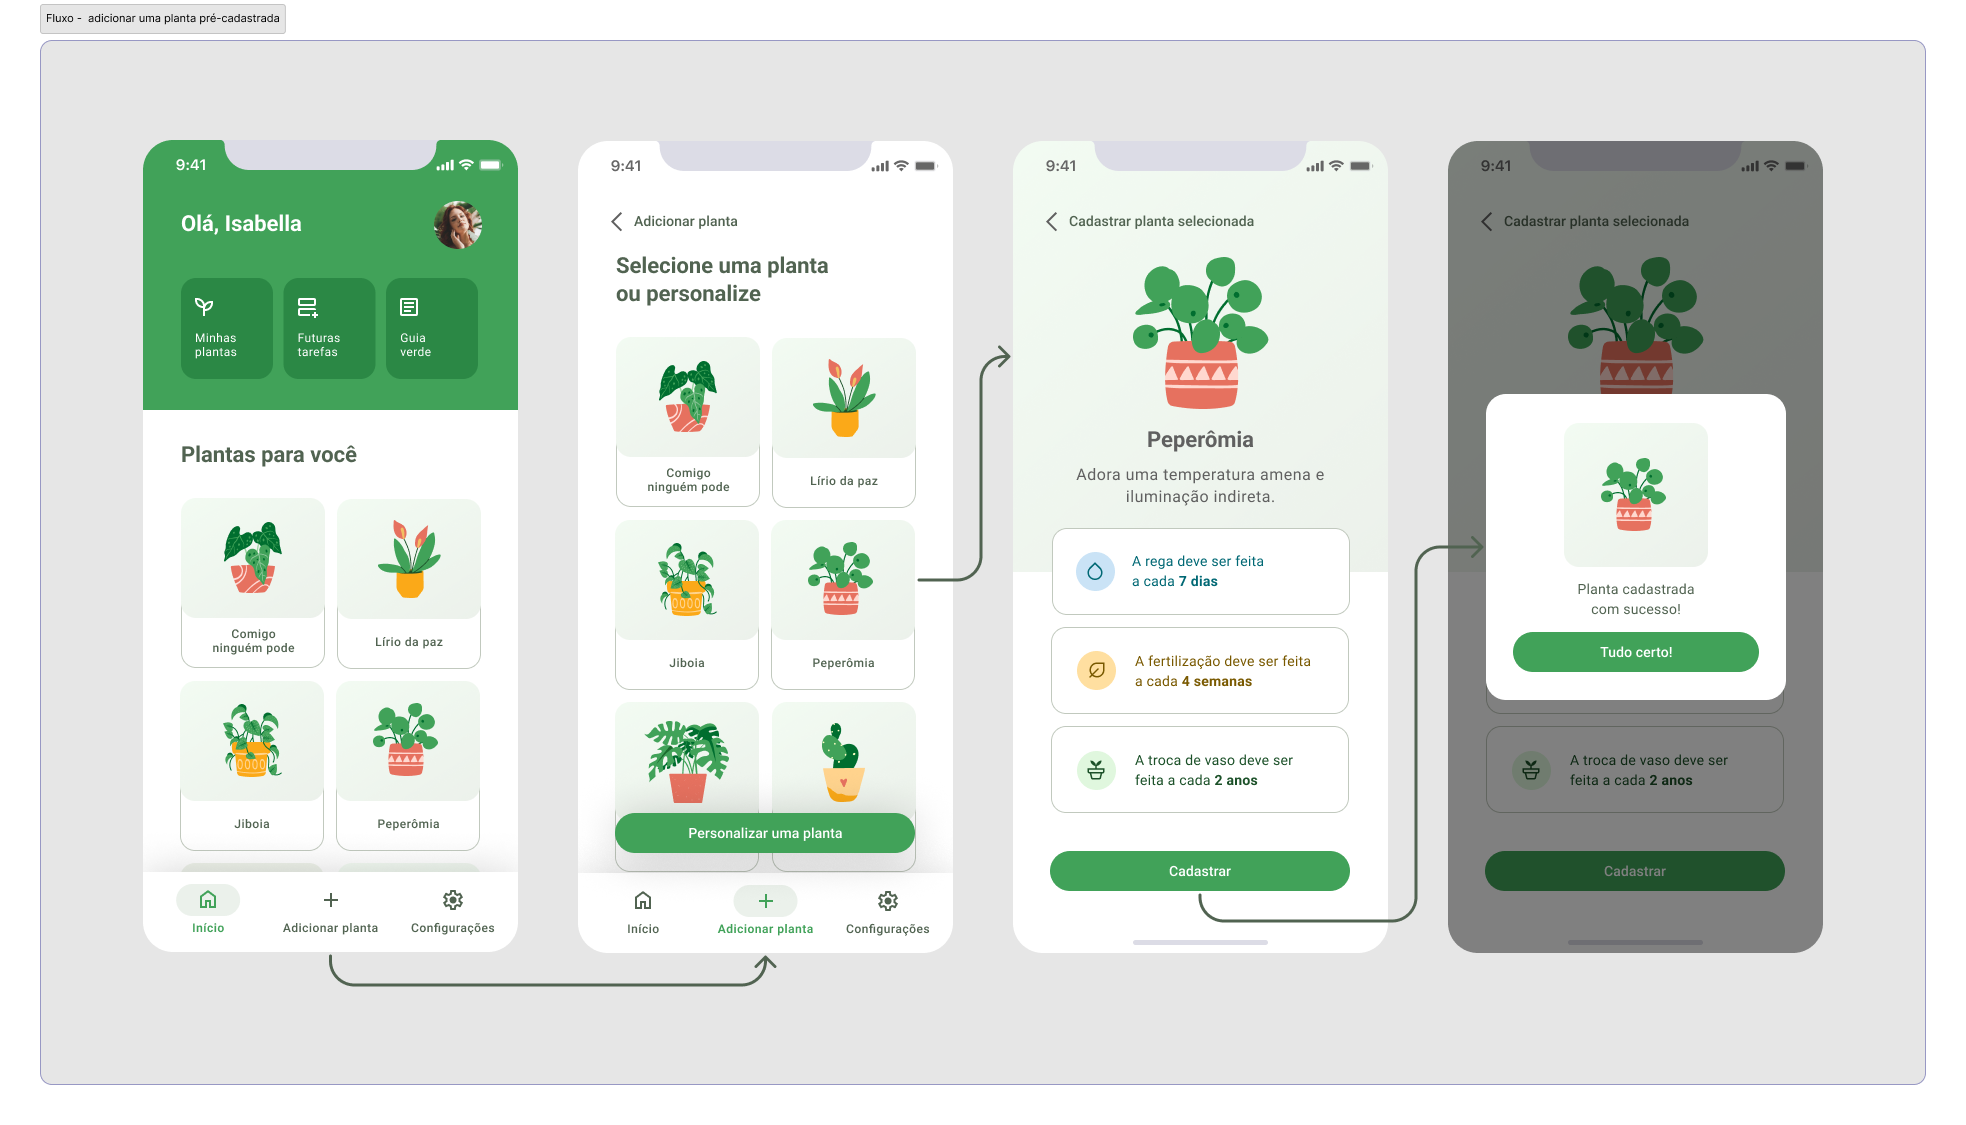 Fluxo - adicionar uma planta pré-cadastrada
9:41
Olá, Isabella
Minhas
plantas
Futuras
tarefas
Guia
verde
Plantas para você
Comigo
ninguém pode
Lírio da paz
Jiboia
Peperômia
Início
Adicionar planta
Configurações
9:41
Adicionar planta
Selecione uma planta
ou personalize
Comigo
ninguém pode
Lírio da paz
Jiboia
Peperômia
Personalizar uma planta
Início
Adicionar planta
Configurações
9:41
Cadastrar planta selecionada
Peperômia
Adora uma temperatura amena e
iluminação indireta.
A rega deve ser feita
a cada 7 dias
A fertilização deve ser feita
a cada 4 semanas
A troca de vaso deve ser
feita a cada 2 anos
Cadastrar
9:41
Cadastrar planta selecionada
Planta cadastrada
com sucesso!
Tudo certo!
A troca de vaso deve ser
feita a cada 2 anos
Cadastrar